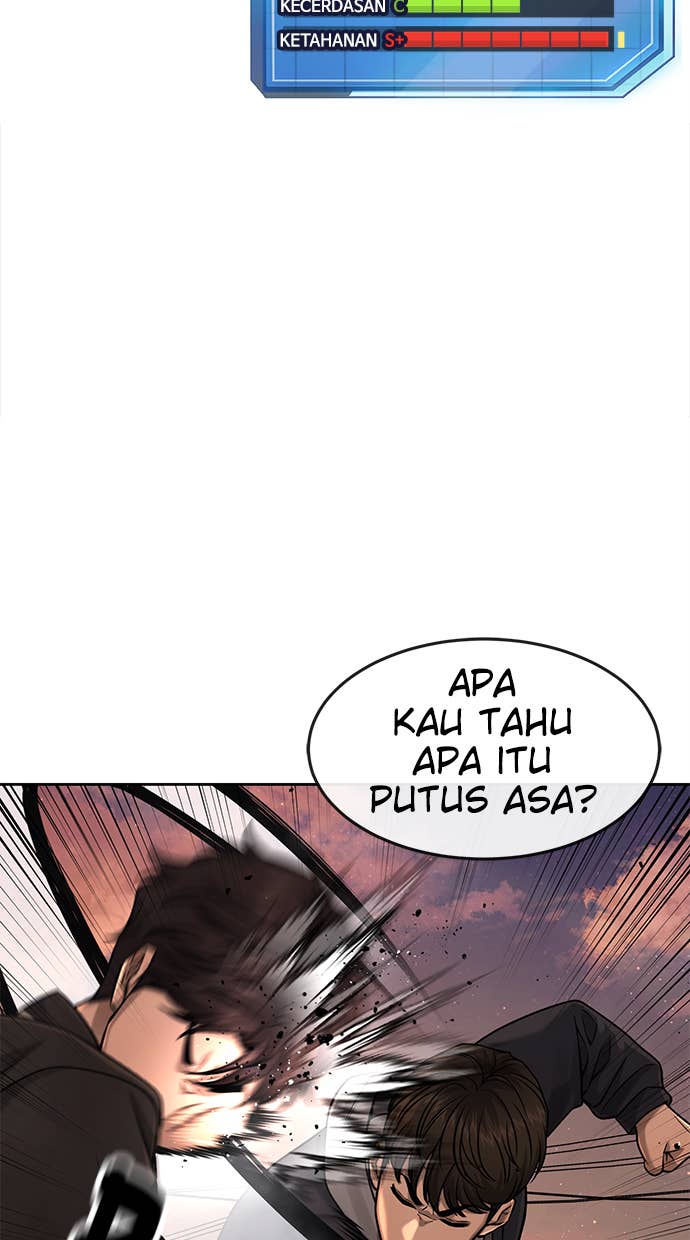 KECERDASAN C
KETAHANAN S+
APA
KAU TAHU
APA ITU
PUTUS ASA?